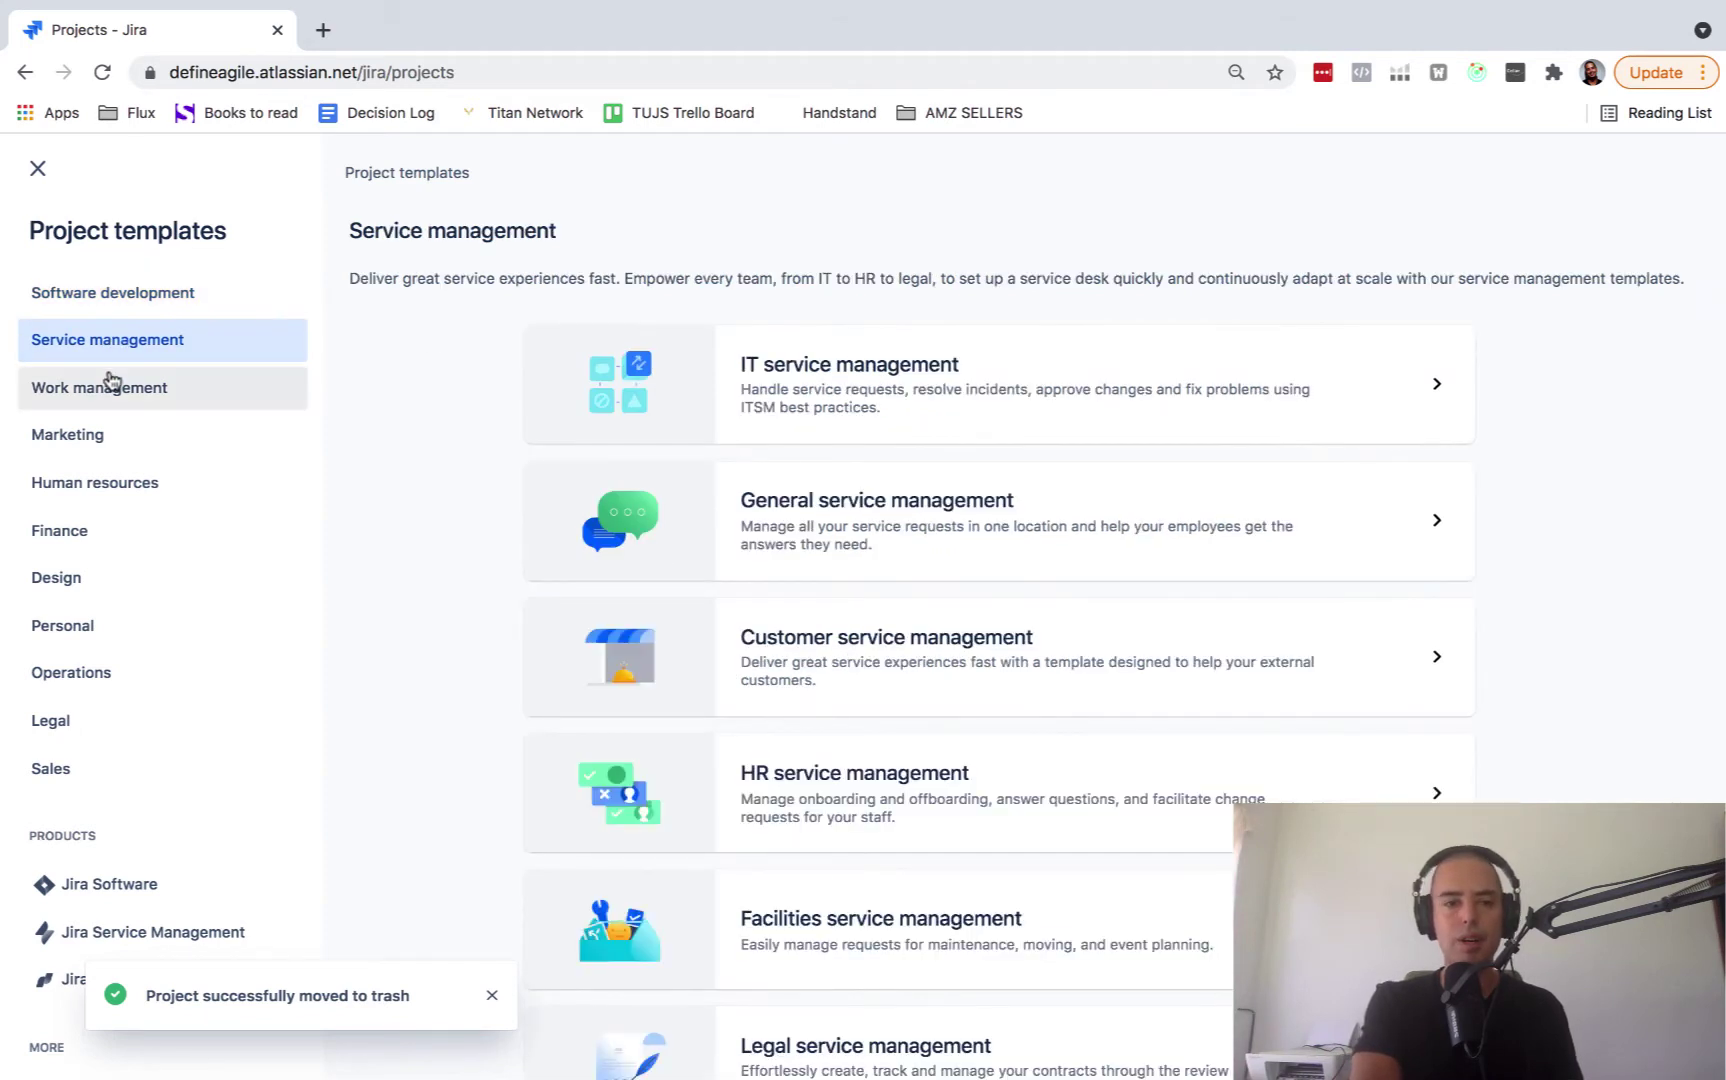 Projects - Jira
defineagile.atlassian.net/jira/projects
Update
Apps
Flux
Books to read
Decision Log
Titan Network
TUJS Trello Board
Handstand
AMZ SELLERS
Reading List
Project templates
Software development
Service management
Work management
Marketing
Human resources
Finance
Design
Personal
Operations
Legal
Sales
PRODUCTS
Jira Software
Jira Service Management
Jira
MORE
Project successfully moved to trash
Project templates
Service management
Deliver great service experiences fast. Empower every team, from IT to HR to legal, to set up a service desk quickly and continuously adapt at scale with our service management templates.
IT service management
Handle service requests, resolve incidents, approve changes and fix problems using
ITSM best practices.
General service management
Manage all your service requests in one location and help your employees get the
answers they need.
Customer service management
Deliver great service experiences fast with a template designed to help your external
customers.
HR service management
Manage onboarding and offboarding, answer questions, and facilitate change
requests for your staff.
Facilities service management
Easily manage requests for maintenance, moving, and event planning.
Legal service management
Effortlessly create, track and manage your contracts through the review